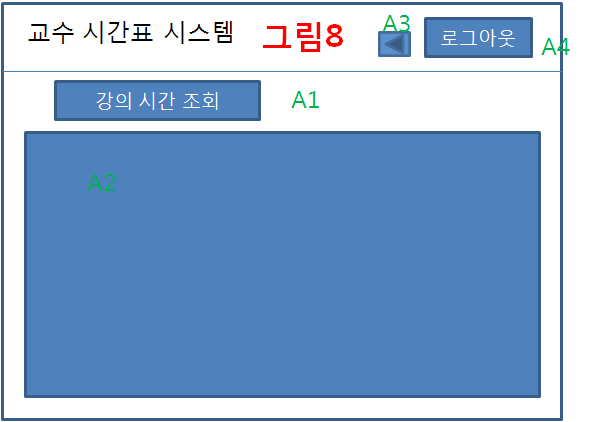 교수 시간표 시스템
그림8
A3
로그아웃
A4
강의 시간 조회
A1
A2